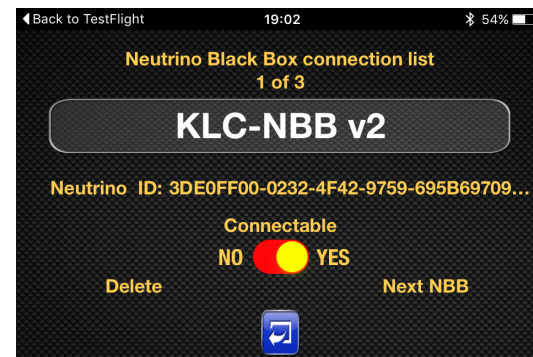 Back to TestFlight 19:02 54%
Neutrino Black Box connection list
1 of 3
KLC-NBB v2
Neutrino ID: 3DE0FF00-0232-4F42-9759-695B69709...
Connectable
NO YES
Delete Next NBB